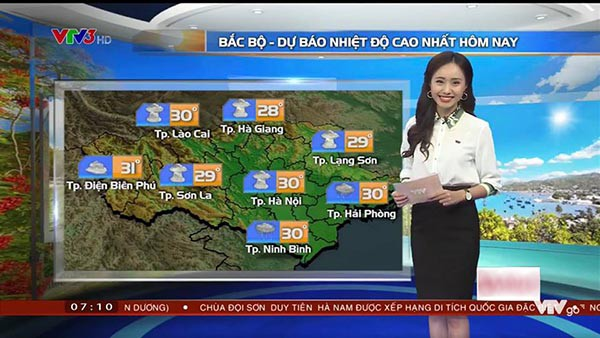 VTV3 HD
BẮC BỘ - DỰ BÁO NHIỆT ĐỘ CAO NHẤT HÔM NAY
30°
Tp. Lào Cai
28°
Tp. Hà Giang
29°
Tp. Lạng Sơn
31°
Tp. Điện Biên Phủ
29°
Tp. Sơn La
30°
Tp. Hà Nội
30°
Tp. Hải Phòng
30°
Tp. Ninh Bình
07:10
N DƯƠNG) ► CHÙA ĐỌI SƠN DUY TIÊN HÀ NAM ĐƯỢC XẾP HẠNG DI TÍCH QUỐC GIA ĐẶC
VTVgo